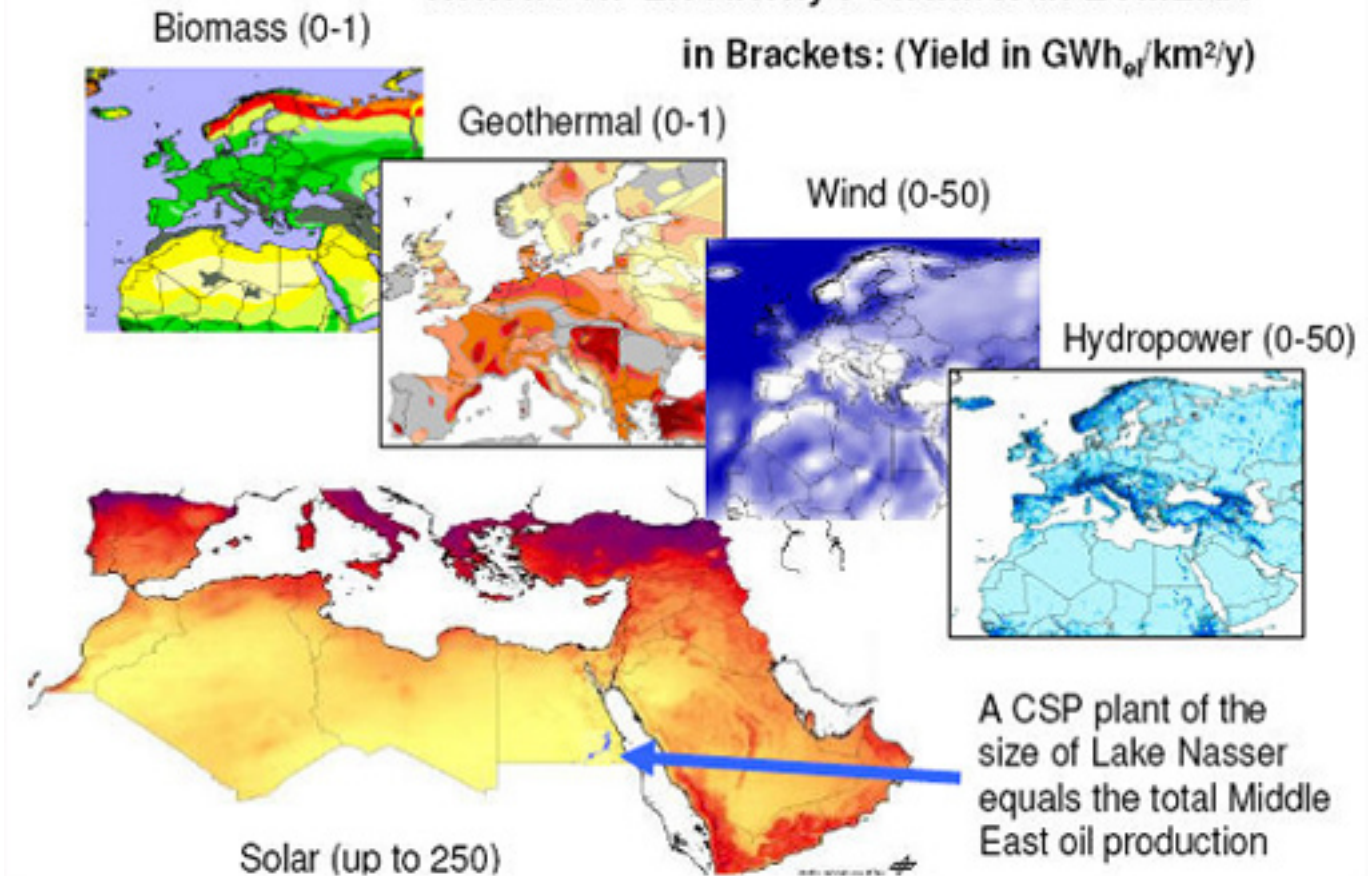 Biomass (0-1)
in Brackets: (Yield in GWhel/km²/y)
Geothermal (0-1)
Wind (0-50)
Hydropower (0-50)
A CSP plant of the
size of Lake Nasser
equals the total Middle
East oil production
Solar (up to 250)